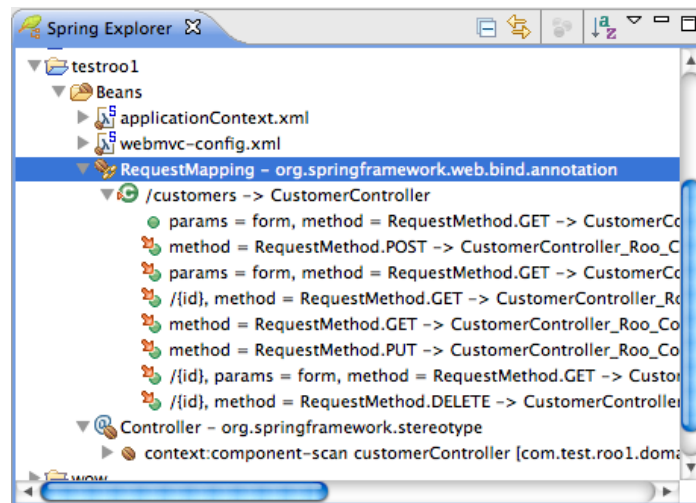 Spring Explorer
a
z
testroo1
Beans
applicationContext.xml
webmvc-config.xml
RequestMapping - org.springframework.web.bind.annotation
/customers -> CustomerController
params = form, method = RequestMethod.GET -> CustomerCo
method = RequestMethod.POST -> CustomerController_Roo_C
params = form, method = RequestMethod.GET -> CustomerCo
/{id}, method = RequestMethod.GET -> CustomerController_Ro
method = RequestMethod.GET -> CustomerController_Roo_Co
method = RequestMethod.PUT -> CustomerController_Roo_Co
/{id}, params = form, method = RequestMethod.GET -> Custom
/{id}, method = RequestMethod.DELETE -> CustomerController
Controller - org.springframework.stereotype
context:component-scan customerController [com.test.roo1.doma
wow